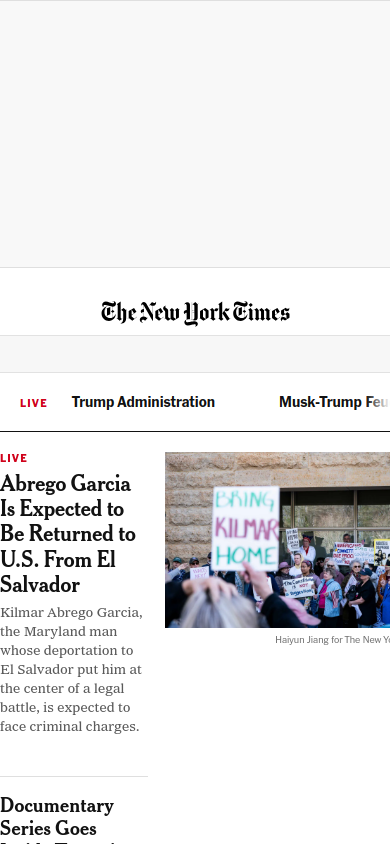 The New York Times
LIVE Trump Administration Musk-Trump Feu
LIVE
Abrego Garcia
Is Expected to
Be Returned to
U.S. From El
Salvador
Kilmar Abrego Garcia,
the Maryland man
whose deportation to
El Salvador put him at
the center of a legal
battle, is expected to
face criminal charges.
BRING
KILMAR
HOME
Haiyun Jiang for The New Yo
Documentary
Series Goes